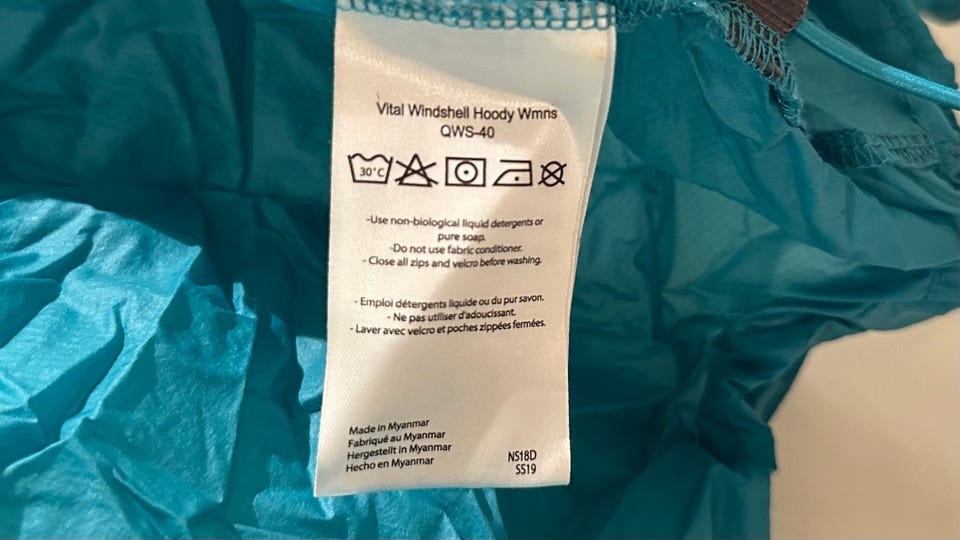 Vital Windshell Hoody Wmns
QWS-40
30°C
-Use non-biological liquid detergents or
pure soap.
-Do not use fabric conditioner.
- Close all zips and velcro before washing.
- Emploi détergents liquide ou du pur savon.
- Ne pas utiliser d'adoucissant.
- Laver avec velcro et poches zippées fermées.
Made in Myanmar
Fabriqué au Myanmar
Hergestellt in Myanmar
Hecho en Myanmar
NS18D
SS19